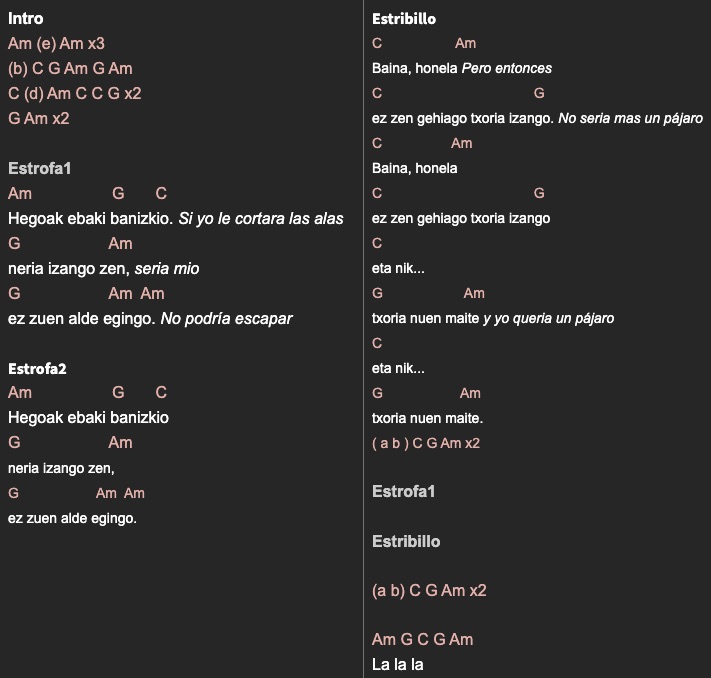 Intro
Am (e) Am x3
(b) C G Am G Am
C (d) Am C C G x2
G Am x2
Estrofa1
Am G C
Hegoak ebaki banizkio. Si yo le cortara las alas
G Am
neria izango zen, seria mio
G Am Am
ez zuen alde egingo. No podría escapar
Estrofa2
Am G C
Hegoak ebaki banizkio
G Am
neria izango zen,
G Am Am
ez zuen alde egingo.
Estribillo
C Am
Baina, honela Pero entonces
C G
ez zen gehiago txoria izango. No seria mas un pájaro
C Am
Baina, honela
C G
ez zen gehiago txoria izango
C
eta nik...
G Am
txoria nuen maite y yo queria un pájaro
C
eta nik...
G Am
txoria nuen maite.
( a b ) C G Am x2
Estrofa1
Estribillo
(a b) C G Am x2
Am G C G Am
La la la